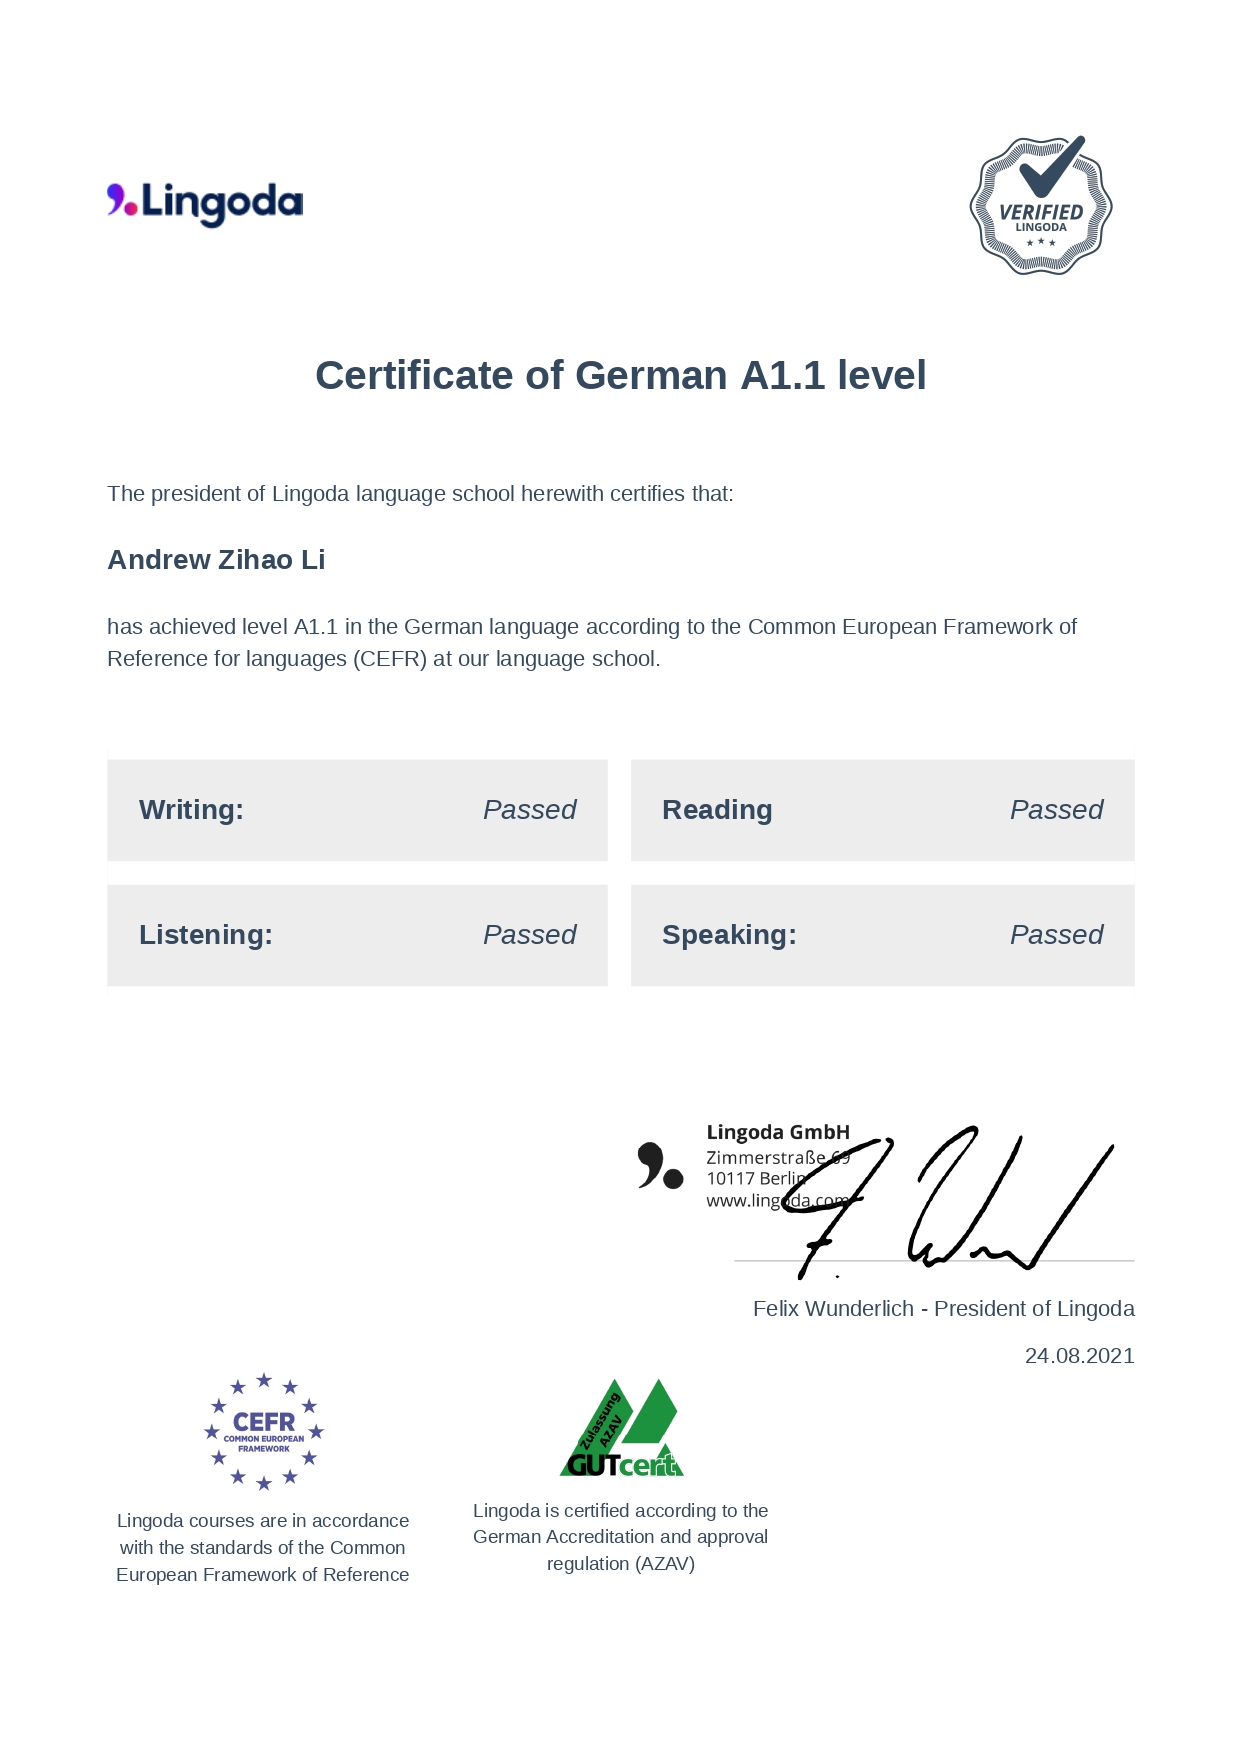 Lingoda
VERIFIED
LINGODA
Certificate of German A1.1 level
The president of Lingoda language school herewith certifies that:
Andrew Zihao Li
has achieved level A1.1 in the German language according to the Common European Framework of
Reference for languages (CEFR) at our language school.
Writing: Passed
Reading Passed
Listening: Passed
Speaking: Passed
Lingoda GmbH
Zimmerstraße 69
10117 Berlin
www.lingoda.com
Felix Wunderlich - President of Lingoda
24.08.2021
CEFR
COMMON EUROPEAN
FRAMEWORK
Lingoda courses are in accordance
with the standards of the Common
European Framework of Reference
Zulassung
AZAV
GUTcert
Lingoda is certified according to the
German Accreditation and approval
regulation (AZAV)